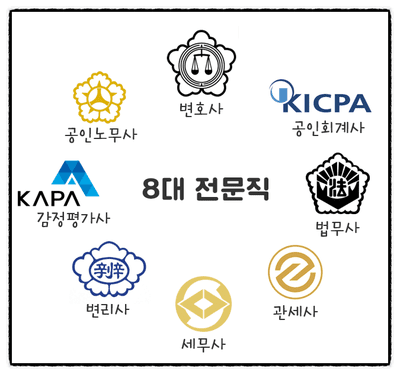 변호사
공인노무사
KICPA
공인회계사
KAPA
감정평가사
8대 전문직
法
법무사
변리사
세무사
관세사